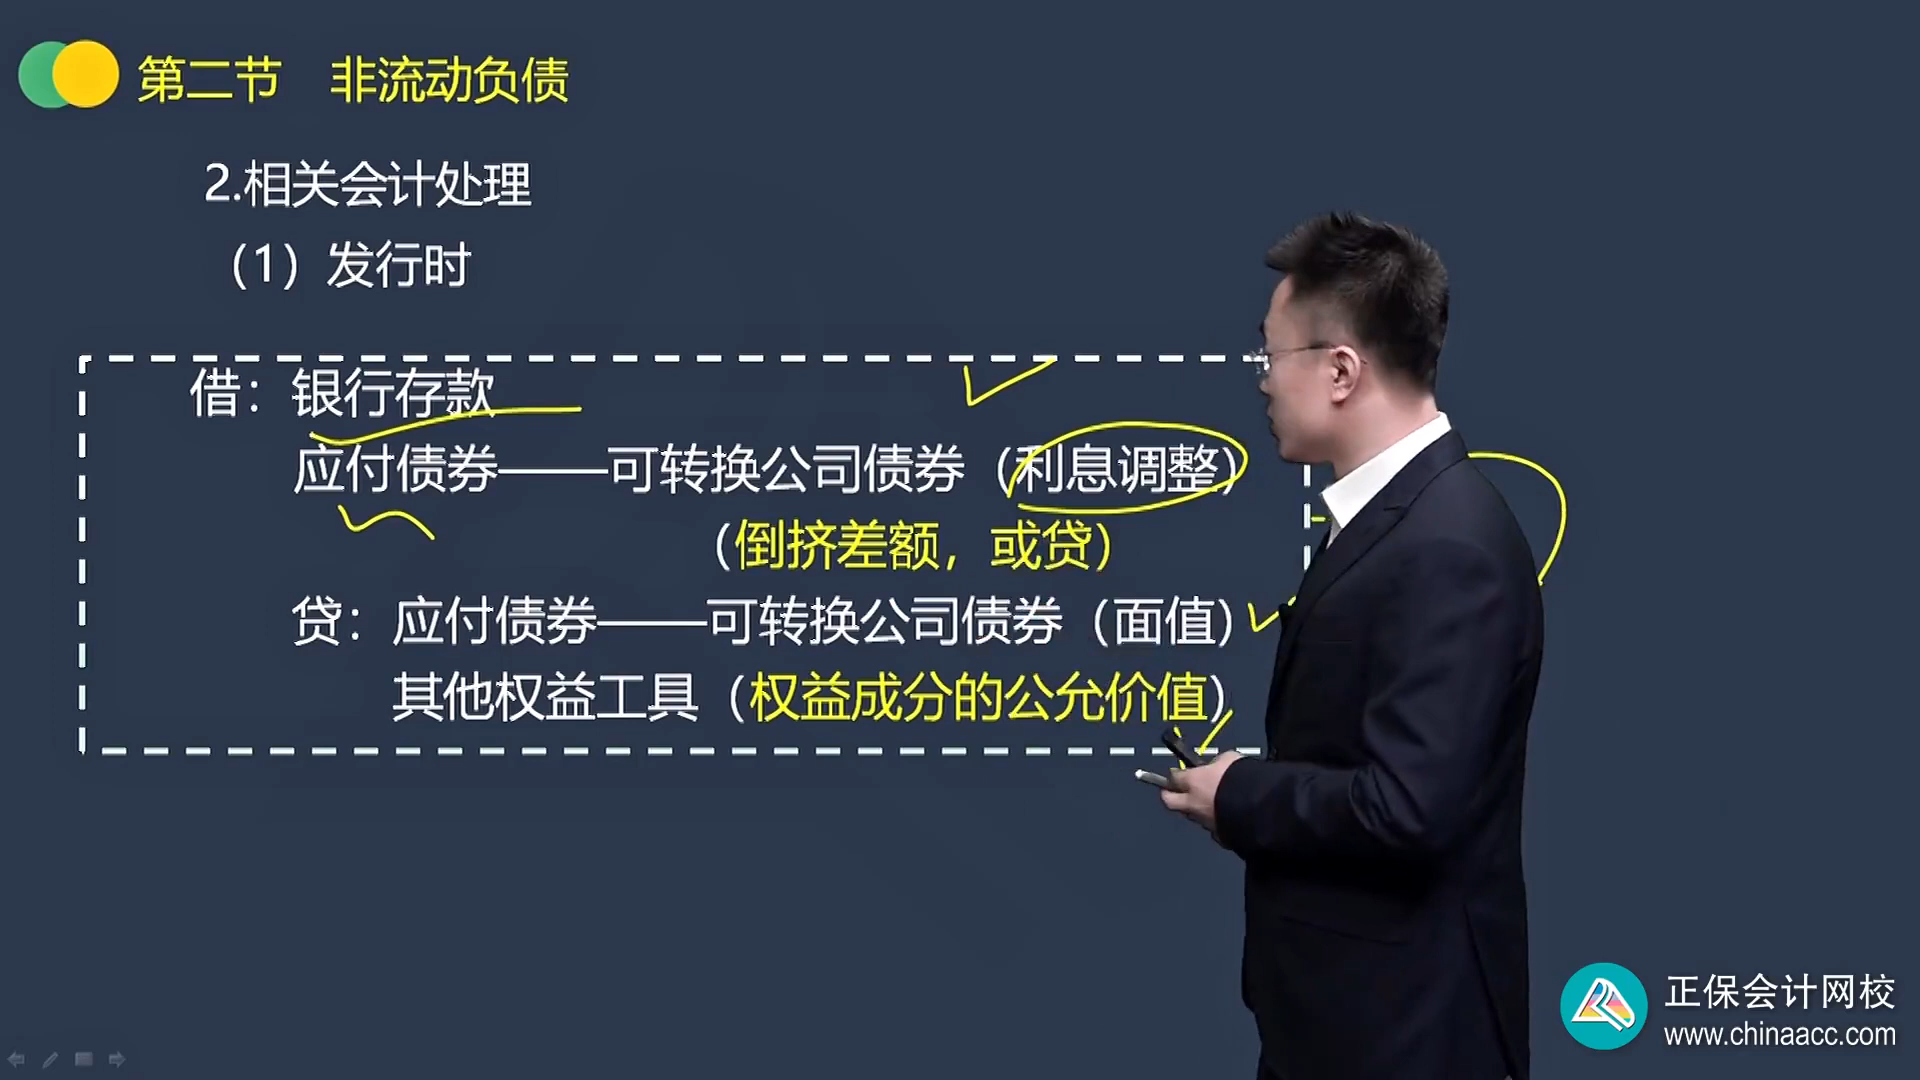 第二节 非流动负债
2.相关会计处理
（1）发行时
借：银行存款
应付债券——可转换公司债券（利息调整）
（倒挤差额，或贷）
贷：应付债券——可转换公司债券（面值）
其他权益工具（权益成分的公允价值）
正保会计网校
www.chinaacc.com